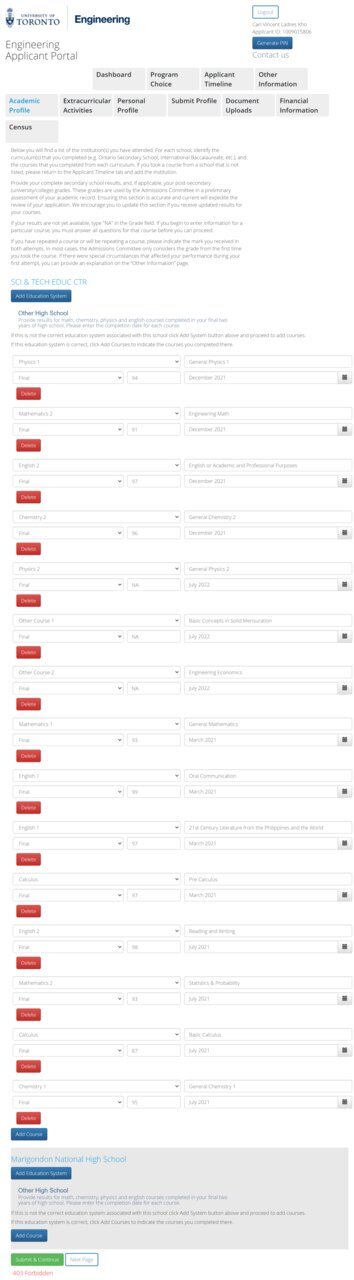 UNIVERSITY OF
TORONTO
Engineering
Logout
Carl Vincent Ladres Kho
Applicant ID: 1009015806
Generate PIN
Contact us
Engineering
Applicant Portal
Dashboard
Program Choice
Applicant Timeline
Other Information
Academic Profile
Extracurricular Activities
Personal Profile
Submit Profile
Document Uploads
Financial Information
Census
Below you will find a list of the institution(s) you have attended. For each school, identify the
curriculum(s) that you completed (e.g. Ontario Secondary School, International Baccalaureate, etc.), and
the courses that you completed from each curriculum. If you took a course from a school that is not
listed, please return to the Applicant Timeline tab and add the institution.
Provide your complete secondary school results, and, if applicable, your post-secondary
(university/college) grades. These grades are used by the Admissions Committee in a preliminary
assessment of your academic record. Ensuring this section is accurate and current will expedite the
review of your application. We encourage you to update this section if you receive updated results for
your courses.
If your results are not yet available, type "NA" in the Grade field. If you begin to enter information for a
particular course, you must answer all questions for that course before you can proceed.
If you have repeated a course or will be repeating a course, please indicate the mark you received in
both attempts. In most cases, the Admissions Committee only considers the grade from the first time
you took the course. If there were special circumstances that affected your performance during your
first attempt, you can provide an explanation on the "Other Information" page.
SCI & TECH EDUC CTR
Add Education System
Other High School
Provide results for math, chemistry, physics and english courses completed in your final two
years of high school. Please enter the completion date for each course.
If this is not the correct education system associated with this school click Add System button above and proceed to add courses.
If this education system is correct, click Add Courses to indicate the courses you completed there.
Physics 1 General Physics 1
Final 94 December 2021
Delete
Mathematics 2 Engineering Math
Final 91 December 2021
Delete
English 2 English or Academic and Professional Purposes
Final 97 December 2021
Delete
Chemistry 2 General Chemistry 2
Final 96 December 2021
Delete
Physics 2 General Physics 2
Final NA July 2022
Delete
Other Course 1 Basic Concepts in Solid Mensuration
Final NA July 2022
Delete
Other Course 2 Engineering Economics
Final NA July 2022
Delete
Mathematics 1 General Mathematics
Final 93 March 2021
Delete
English 1 Oral Communication
Final 99 March 2021
Delete
English 1 21st Century Literature from the Philippines and the World
Final 97 March 2021
Delete
Calculus Pre-Calculus
Final 97 March 2021
Delete
English 2 Reading and Writing
Final 98 July 2021
Delete
Mathematics 2 Statistics & Probability
Final 93 July 2021
Delete
Calculus Basic Calculus
Final 87 July 2021
Delete
Chemistry 1 General Chemistry 1
Final 95 July 2021
Delete
Add Course
Marigondon National High School
Add Education System
Other High School
Provide results for math, chemistry, physics and english courses completed in your final two
years of high school. Please enter the completion date for each course.
If this is not the correct education system associated with this school click Add System button above and proceed to add courses.
If this education system is correct, click Add Courses to indicate the courses you completed there.
Add Course
Submit & Continue
Next Page
403 Forbidden